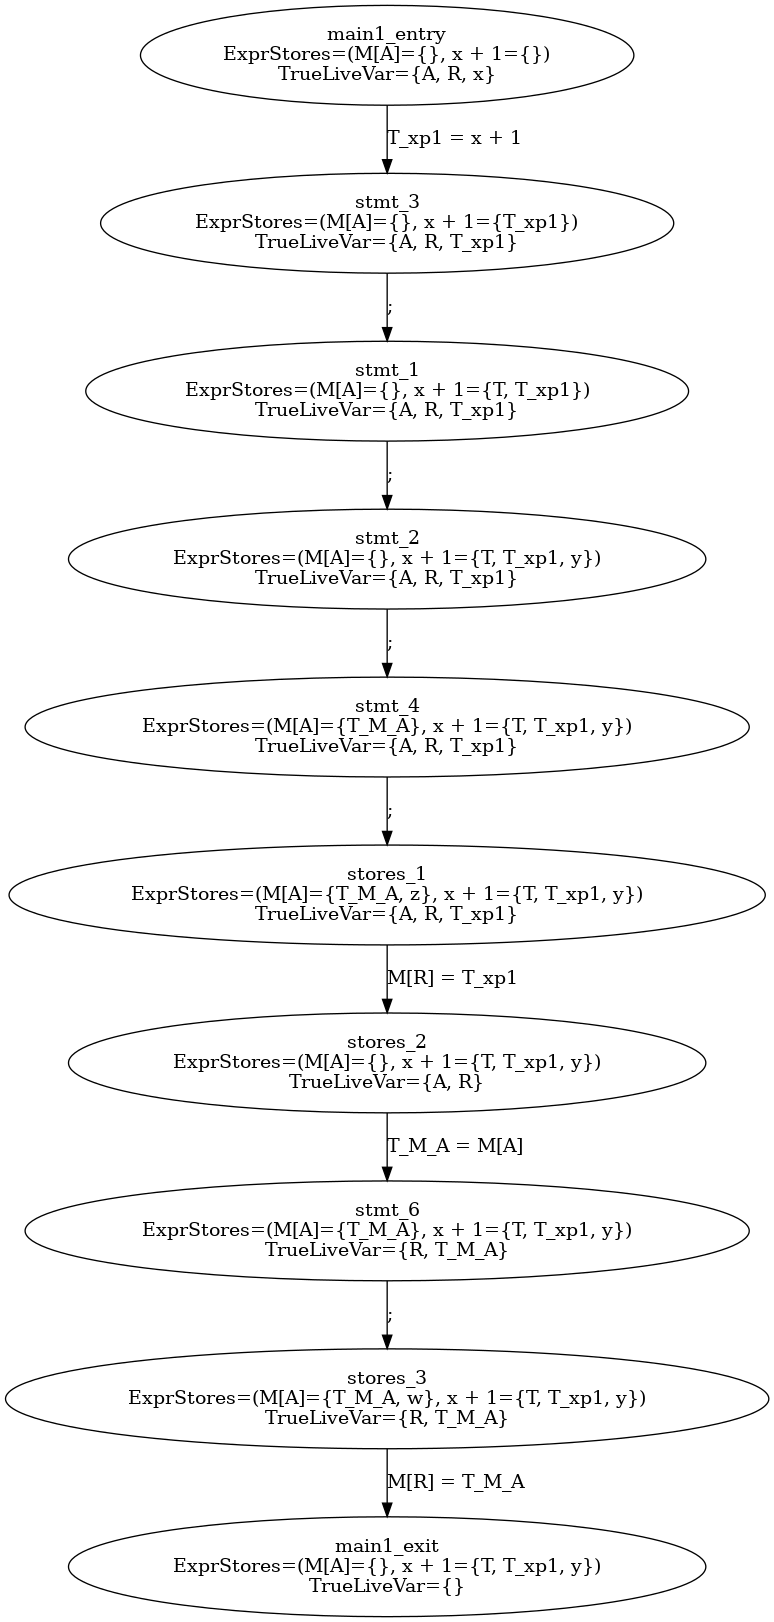 main1_entry
ExprStores=(M[A]={}, x + 1={})
TrueLiveVar={A, R, x}
T_xp1 = x + 1
stmt_3
ExprStores=(M[A]={}, x + 1={T_xp1})
TrueLiveVar={A, R, T_xp1}
;
stmt_1
ExprStores=(M[A]={}, x + 1={T, T_xp1})
TrueLiveVar={A, R, T_xp1}
;
stmt_2
ExprStores=(M[A]={}, x + 1={T, T_xp1, y})
TrueLiveVar={A, R, T_xp1}
;
stmt_4
ExprStores=(M[A]={T_M_A}, x + 1={T, T_xp1, y})
TrueLiveVar={A, R, T_xp1}
;
stores_1
ExprStores=(M[A]={T_M_A, z}, x + 1={T, T_xp1, y})
TrueLiveVar={A, R, T_xp1}
M[R] = T_xp1
stores_2
ExprStores=(M[A]={}, x + 1={T, T_xp1, y})
TrueLiveVar={A, R}
T_M_A = M[A]
stmt_6
ExprStores=(M[A]={T_M_A}, x + 1={T, T_xp1, y})
TrueLiveVar={R, T_M_A}
;
stores_3
ExprStores=(M[A]={T_M_A, w}, x + 1={T, T_xp1, y})
TrueLiveVar={R, T_M_A}
M[R] = T_M_A
main1_exit
ExprStores=(M[A]={}, x + 1={T, T_xp1, y})
TrueLiveVar={}